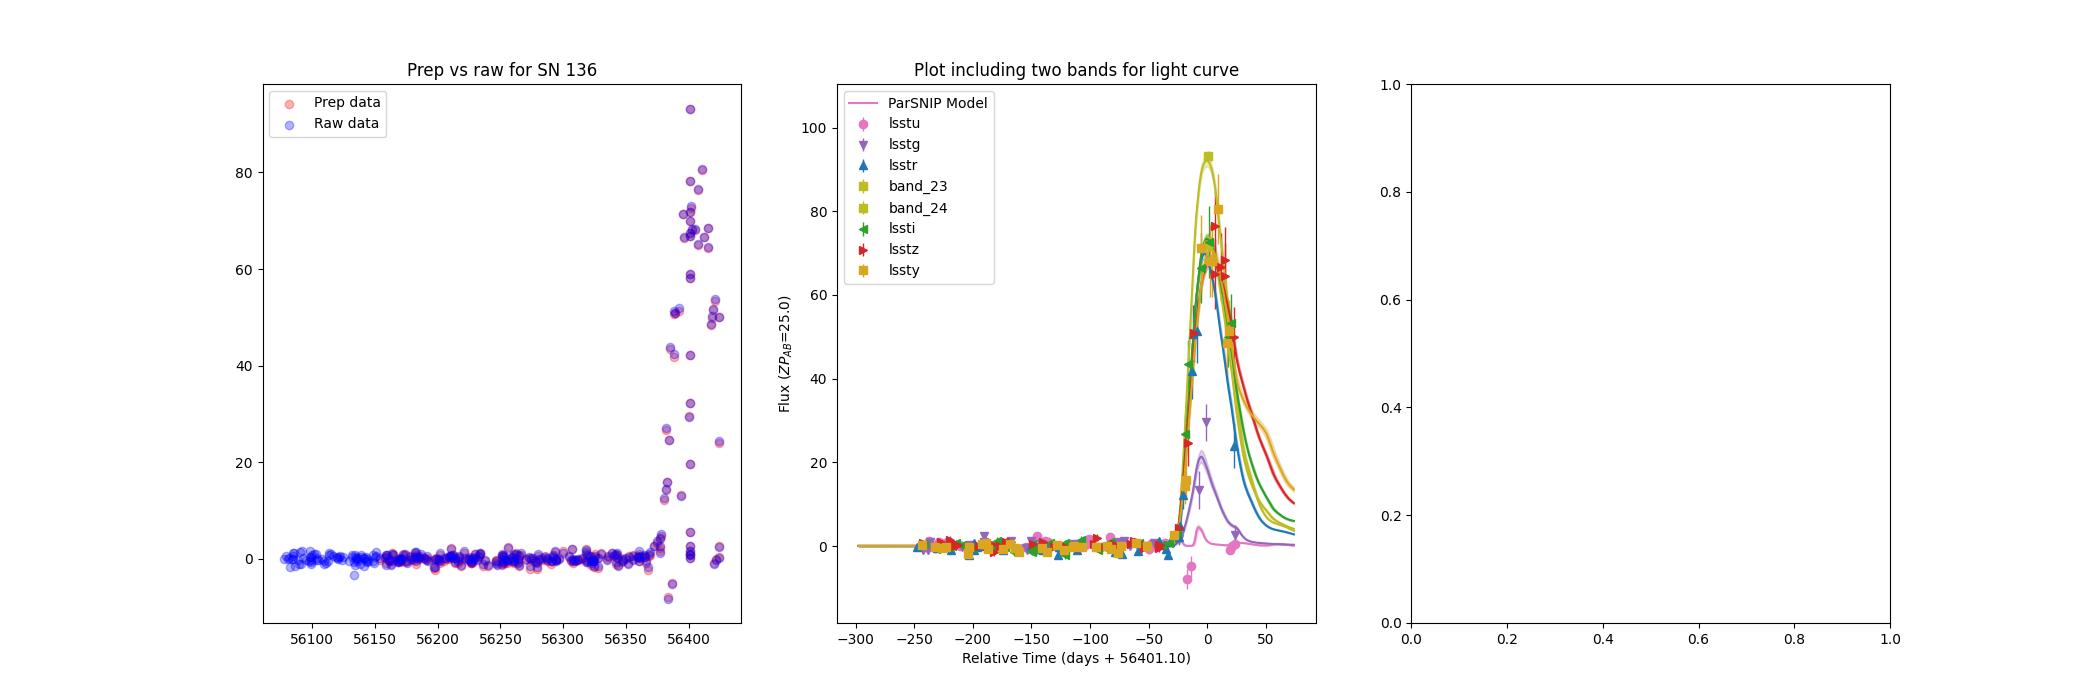 Prep vs raw for SN 136
Prep data
Raw data
80
60
40
20
0
56100 56150 56200 56250 56300 56350 56400
Plot including two bands for light curve
ParSNIP Model
lsstu
lsstg
lsstr
band_23
band_24
lssti
lsstz
lssty
100
80
60
40
20
0
Flux (ZP_AB=25.0)
−300 −250 −200 −150 −100 −50 0 50
Relative Time (days + 56401.10)
1.0
0.8
0.6
0.4
0.2
0.0
0.0 0.2 0.4 0.6 0.8 1.0